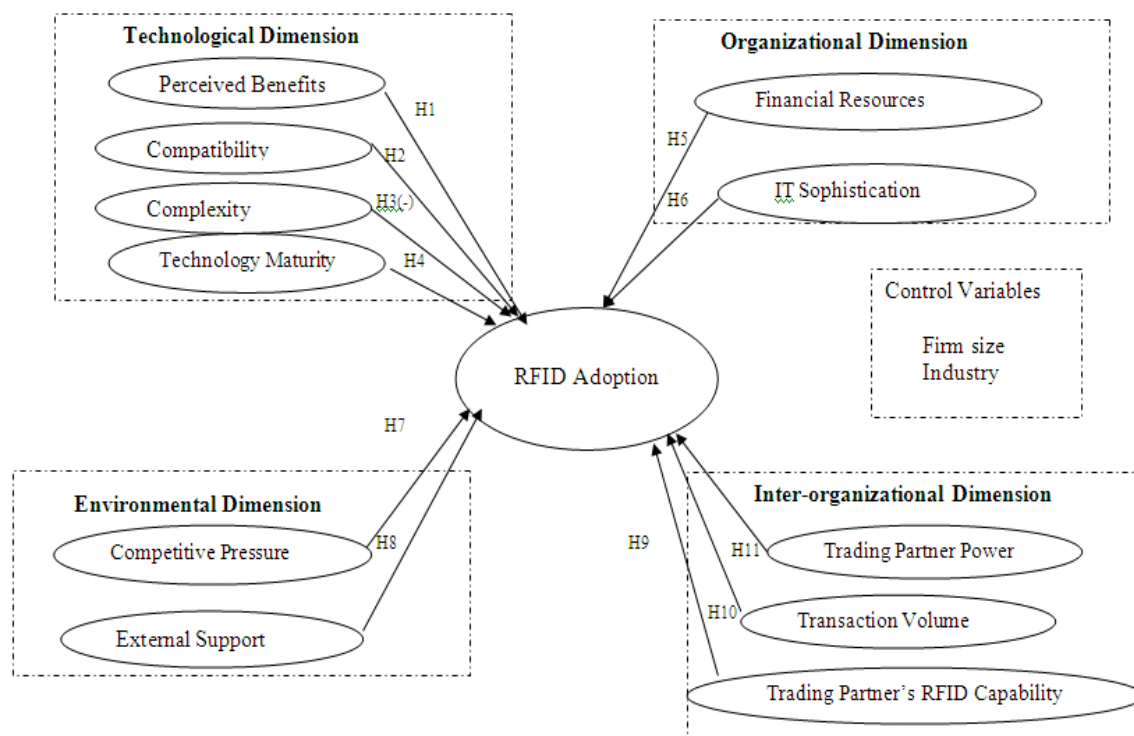 Technological Dimension
Perceived Benefits
H1
Compatibility
H2
Complexity
H3(-)
Technology Maturity
H4
Organizational Dimension
Financial Resources
H5
IT Sophistication
H6
Control Variables
Firm size
Industry
RFID Adoption
H7
Environmental Dimension
Competitive Pressure
H8
External Support
Inter-organizational Dimension
H9
H11
Trading Partner Power
H10
Transaction Volume
Trading Partner’s RFID Capability